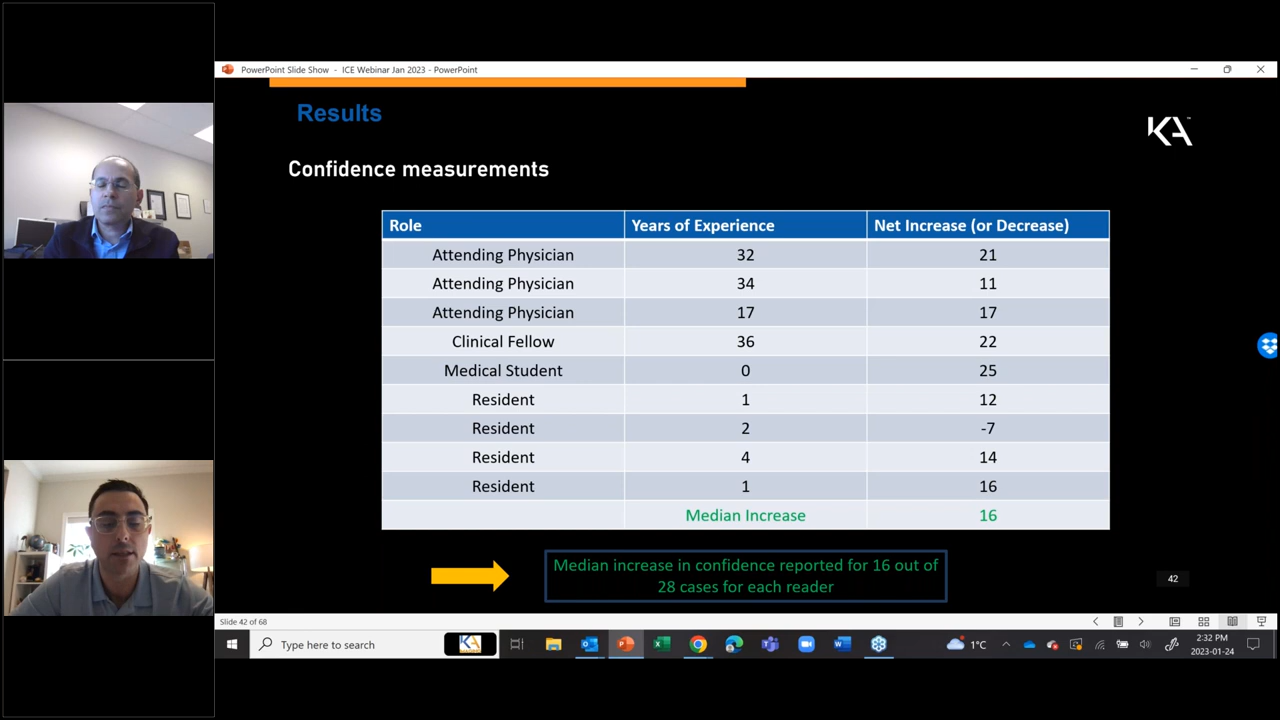 PowerPoint Slide Show - ICE Webinar Jan 2023 - PowerPoint
Results
KA
Confidence measurements
Role Years of Experience Net Increase (or Decrease)
Attending Physician 32 21
Attending Physician 34 11
Attending Physician 17 17
Clinical Fellow 36 22
Medical Student 0 25
Resident 1 12
Resident 2 -7
Resident 4 14
Resident 1 16
Median Increase 16
Median increase in confidence reported for 16 out of
28 cases for each reader
42
Slide 42 of 68
Type here to search
KA
1°C
2:32 PM
2023-01-24